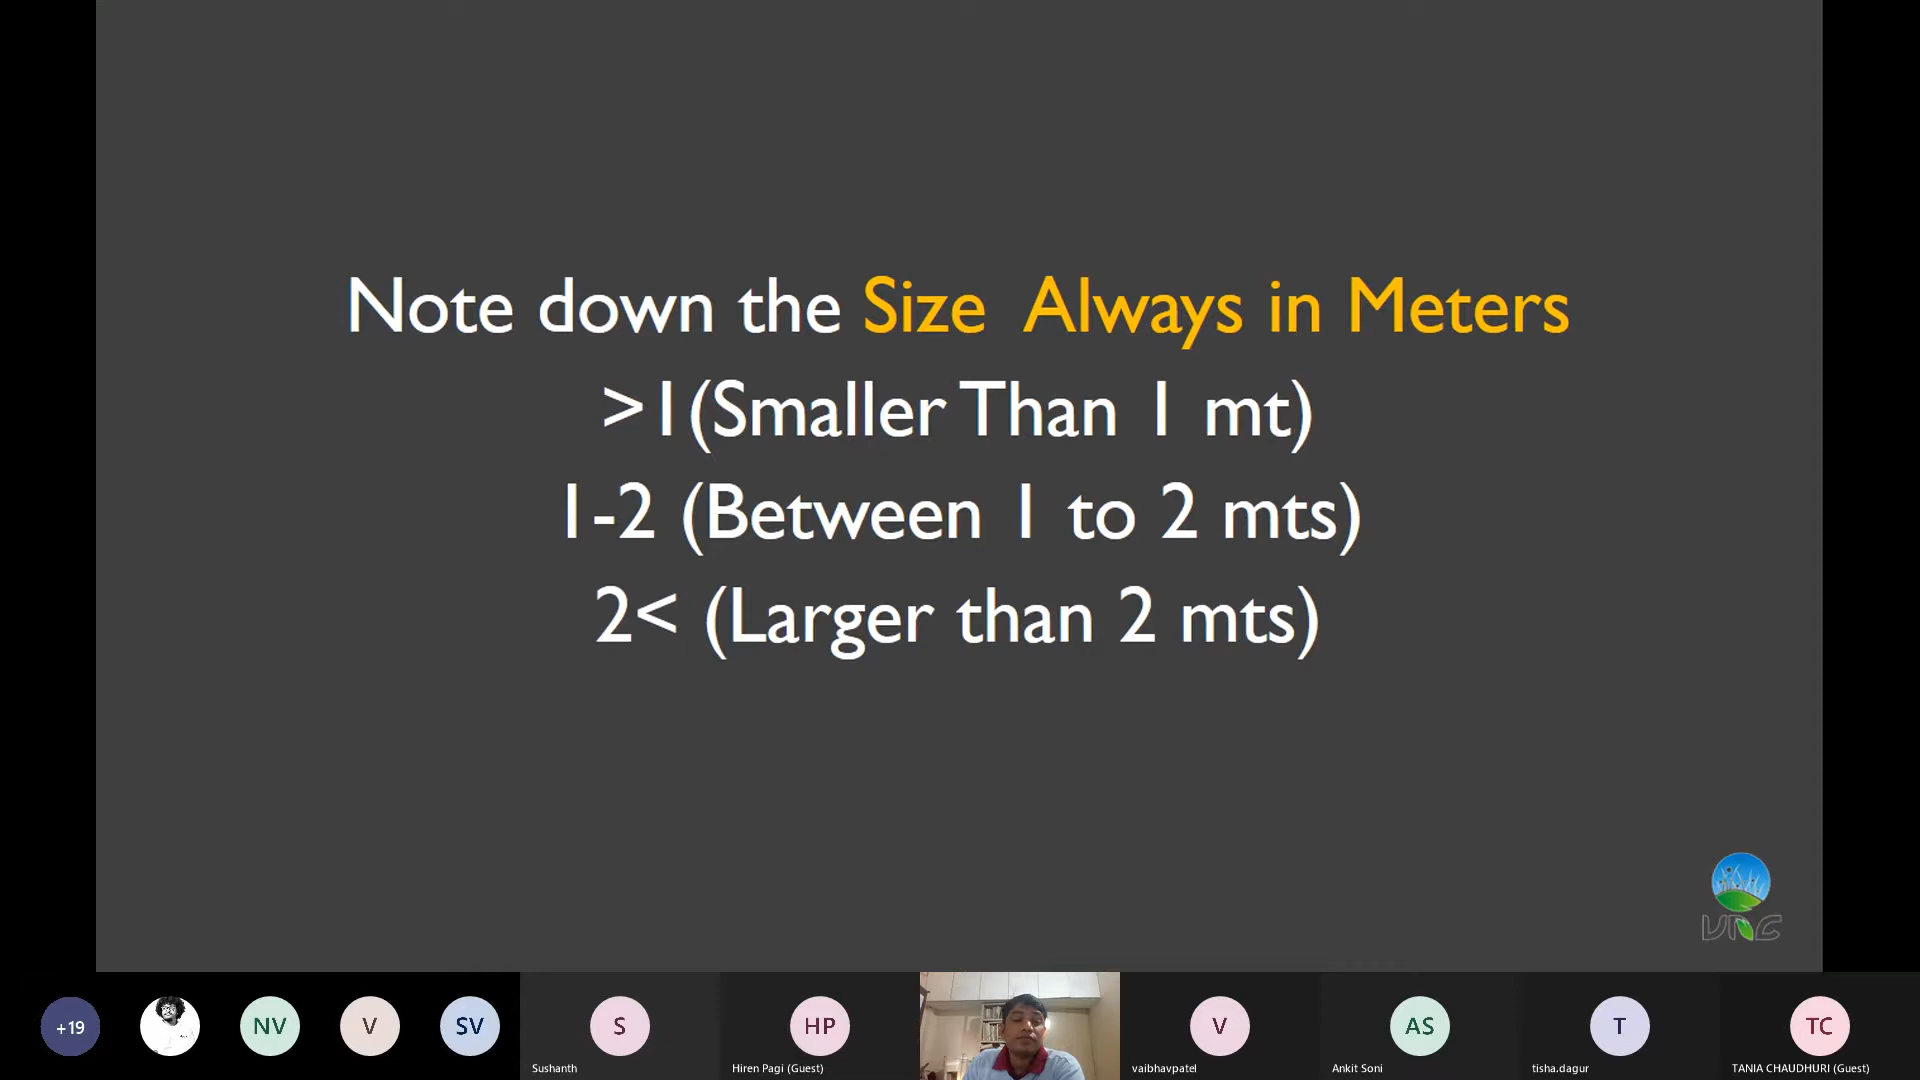 Note down the Size Always in Meters
>1(Smaller Than 1 mt)
1-2 (Between 1 to 2 mts)
2< (Larger than 2 mts)
VNC
+19
NV
V
SV
S
HP
V
AS
T
TC
Sushanth
Hiren Pagi (Guest)
vaibhavpatel
Ankit Soni
tisha.dagur
TANIA CHAUDHURI (Guest)